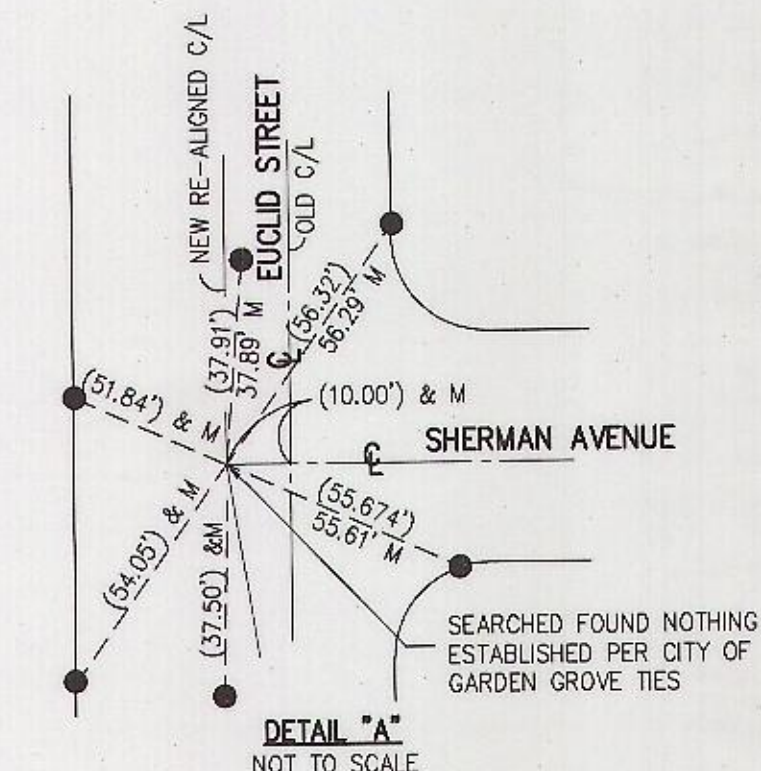 NEW RE-ALIGNED C/L
EUCLID STREET
OLD C/L
(56.32')
56.29' M
(37.91')
37.89' M
℄
(51.84') & M
(10.00') & M
℄
SHERMAN AVENUE
(55.674')
55.61' M
(54.05') & M
(37.50') &M
SEARCHED FOUND NOTHING
ESTABLISHED PER CITY OF
GARDEN GROVE TIES
DETAIL "A"
NOT TO SCALE